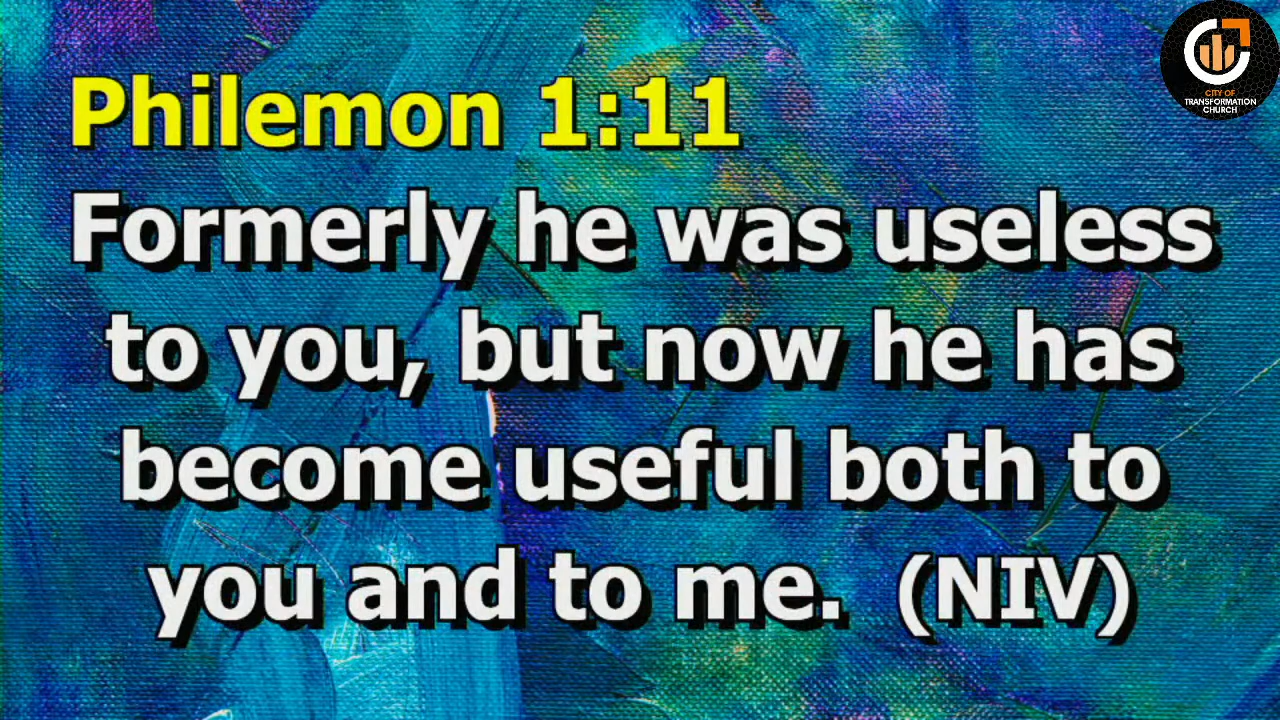 CITY OF
TRANSFORMATION
CHURCH
Philemon 1:11
Formerly he was useless
to you, but now he has
become useful both to
you and to me.  (NIV)